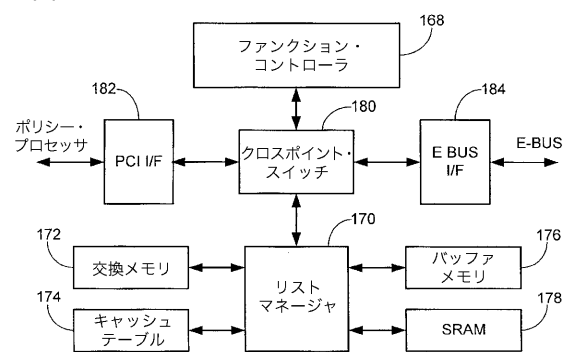 ファンクション・
コントローラ
168
182
180
184
ポリシー・
プロセッサ
PCI I/F
クロスポイント・
スイッチ
E BUS
I/F
E-BUS
172
170
176
交換メモリ
リスト
マネージャ
バッファ
メモリ
174
178
キャッシュ
テーブル
SRAM